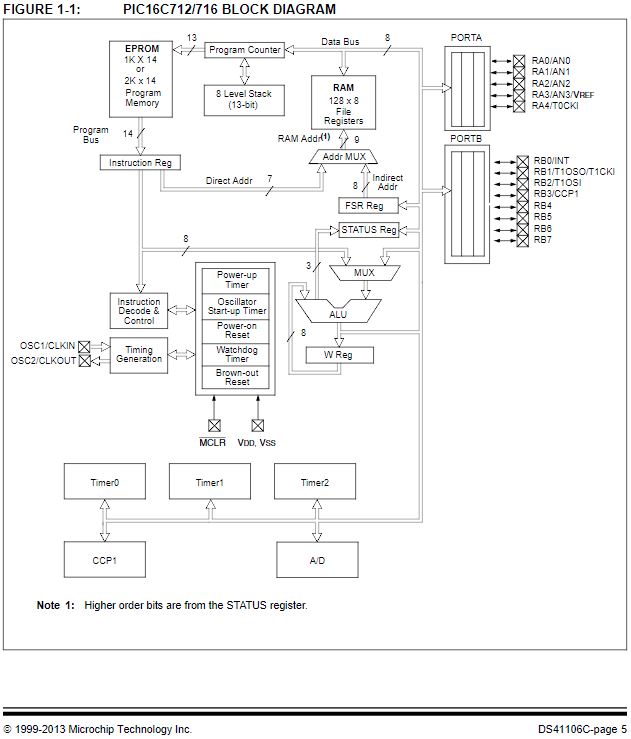 FIGURE 1-1: PIC16C712/716 BLOCK DIAGRAM
EPROM
1K X 14
or
2K x 14
Program
Memory
13
Program Counter
Data Bus
8
PORTA
8 Level Stack
(13-bit)
RAM
128 x 8
File
Registers
RA0/AN0
RA1/AN1
RA2/AN2
RA3/AN3/VREF
RA4/T0CKI
Program
Bus
14
RAM Addr(1)
9
PORTB
Instruction Reg
Addr MUX
Direct Addr
7
8
Indirect
Addr
FSR Reg
STATUS Reg
RB0/INT
RB1/T1OSO/T1CKI
RB2/T1OSI
RB3/CCP1
RB4
RB5
RB6
RB7
8
3
MUX
Power-up
Timer
Oscillator
Start-up Timer
Power-on
Reset
Watchdog
Timer
Brown-out
Reset
Instruction
Decode &
Control
ALU
8
W Reg
OSC1/CLKIN
OSC2/CLKOUT
Timing
Generation
MCLR
VDD, VSS
Timer0
Timer1
Timer2
CCP1
A/D
Note 1: Higher order bits are from the STATUS register.
© 1999-2013 Microchip Technology Inc.
DS41106C-page 5